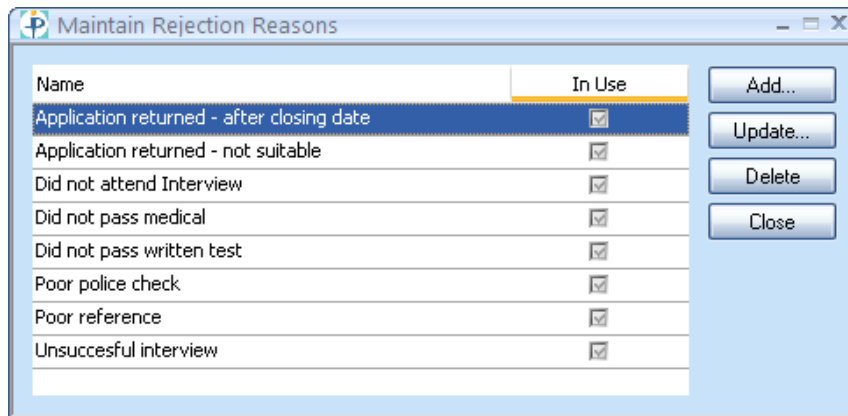 Maintain Rejection Reasons
Name In Use
Application returned - after closing date
Application returned - not suitable
Did not attend Interview
Did not pass medical
Did not pass written test
Poor police check
Poor reference
Unsuccesful interview
Add...
Update...
Delete
Close